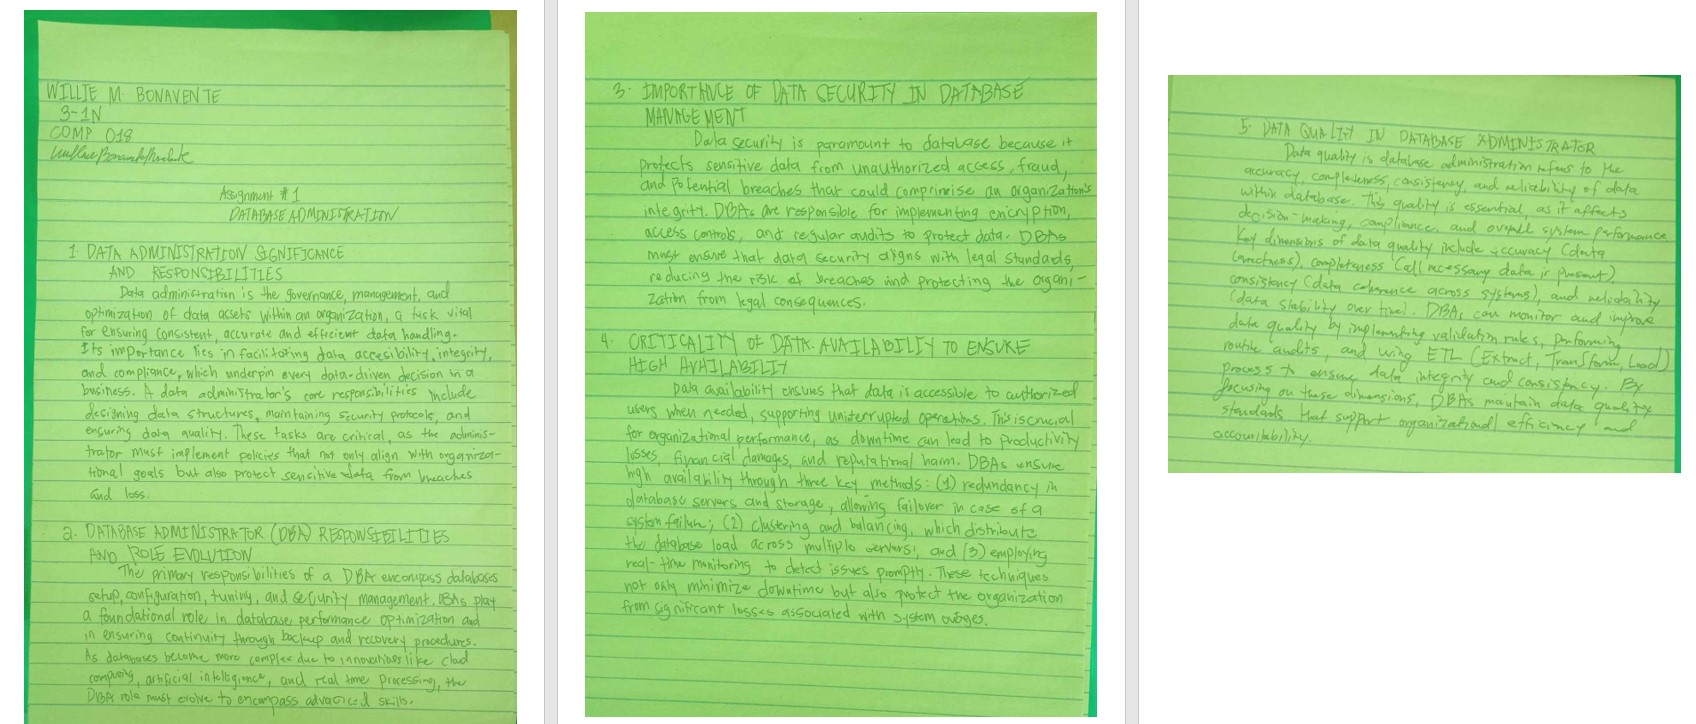 WILLIE M. BONAVENTE
3-1N
COMP 018
Assignment #1
DATABASE ADMINISTRATION
1. DATA ADMINISTRATION SIGNIFICANCE
AND RESPONSIBILITIES
Data administration is the governance, management, and
optimization of data assets within an organization, a task vital
for ensuring consistent, accurate and efficient data handling.
Its importance lies in facilitating data accesibility, integrity,
and compliance, which underpin every data-driven decision in a
business. A data administrator's core responsibilities include
designing data structures, maintaining security protocols, and
ensuring data quality. These tasks are critical, as the adminis-
trator must implement policies that not only align with organiza-
tional goals but also protect sensitive data from breaches
and loss.
2. DATABASE ADMINISTRATOR (DBA) RESPONSIBILITIES
AND ROLE EVOLUTION
The primary responsibilities of a DBA encompass databases
setup, configuration, tuning, and security management. DBAs play
a foundational role in database performance optimization and
in ensuring continuity through backup and recovery procedures.
As databases become more complex due to innovations like clod
computing, artificial intelligence, and real time processing, the
DBA role must evolve to encompass advanced skills.
3. IMPORTANCE OF DATA SECURITY IN DATABASE
MANAGEMENT
Data security is paramount to database because it
protects sensitive data from unauthorized access, fraud,
and potential breaches that could comprimise an organization's
integrity. DBAs are responsible for implementing encryption,
access controls, and regular audits to protect data. DBAs
must ensure that data security aligns with legal standards,
reducing the risk of breaches and protecting the organi-
zation from legal consequences.
4. CRITICALITY OF DATA AVAILABILITY TO ENSURE
HIGH AVAILABILITY
Data availability ensures that data is accessible to authorized
users when needed, supporting uniterrupted operations. This is crucial
for organizational performance, as downtime can lead to productivity
losses, financial damages, and reputational harm. DBAs ensure
high availability through three key methods: (1) redundancy in
database servers and storage, allowing failover in case of a
system failure; (2) clustering and balancing, which distribute
the database load across multiple servers; and (3) employing
real-time monitoring to detect issues promptly. These techniques
not only minimize downtime but also protect the organization
from significant losses associated with system outages.
5. DATA QUALITY IN DATABASE ADMINISTRATOR
Data quality is database administration refers to the
accuracy, completeness, consistency, and reliability of data
within database. This quality is essential, as it affects
decision-making, compliance, and overall system performance
Key dimensions of data quality include accuracy (data
correctness), completeness (all necessary data is present),
consistency (data coherence across systems), and reliability
(data stability over time). DBAs can monitor and improve
data quality by implementing validation rules, performing
routine audits, and using ETL (Extract, Transform, Load)
process to ensure data integrity and consistency. By
focusing on these dimensions, DBAs maintain data quality
standards that support organizational efficiency and
accountability.